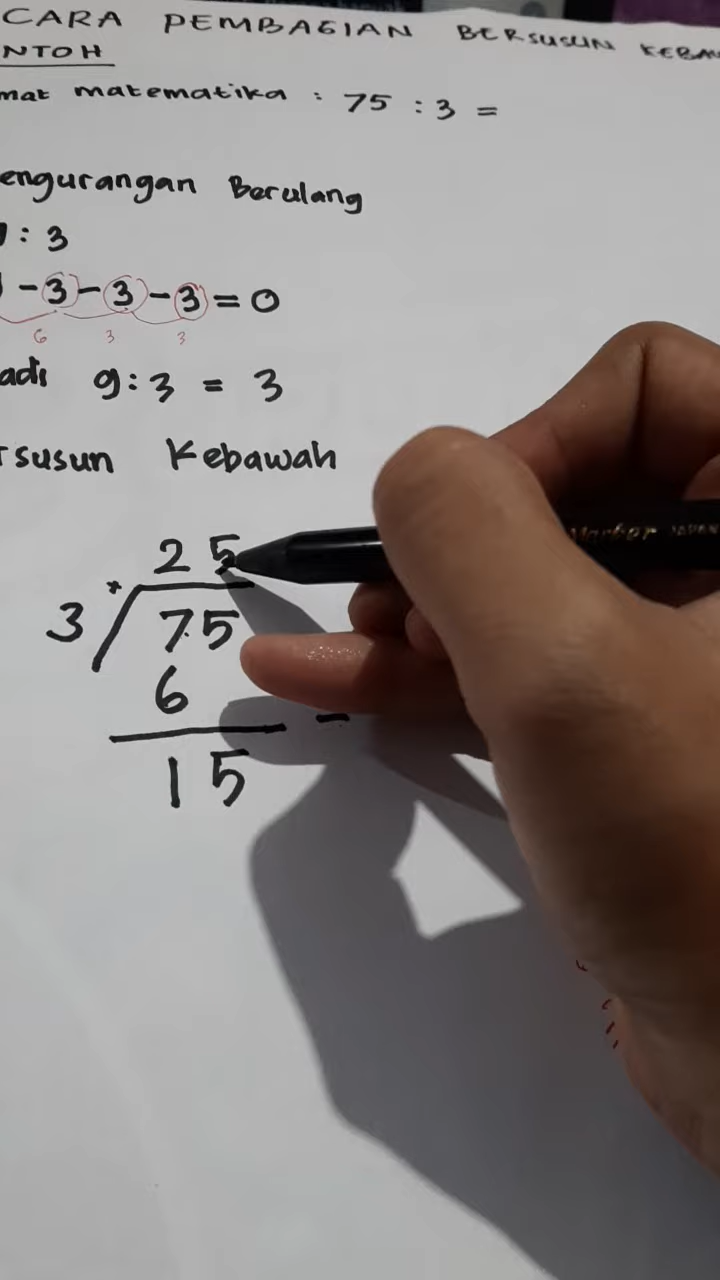 CARA PEMBAGIAN BERSUSUN KEBAW
NTOH
mat matematika : 75 : 3 =
engurangan Berulang
: 3
-3-3-3=0
6 3 3
adi 9:3 = 3
rsusun Kebawah
25
3 75
6
-
15